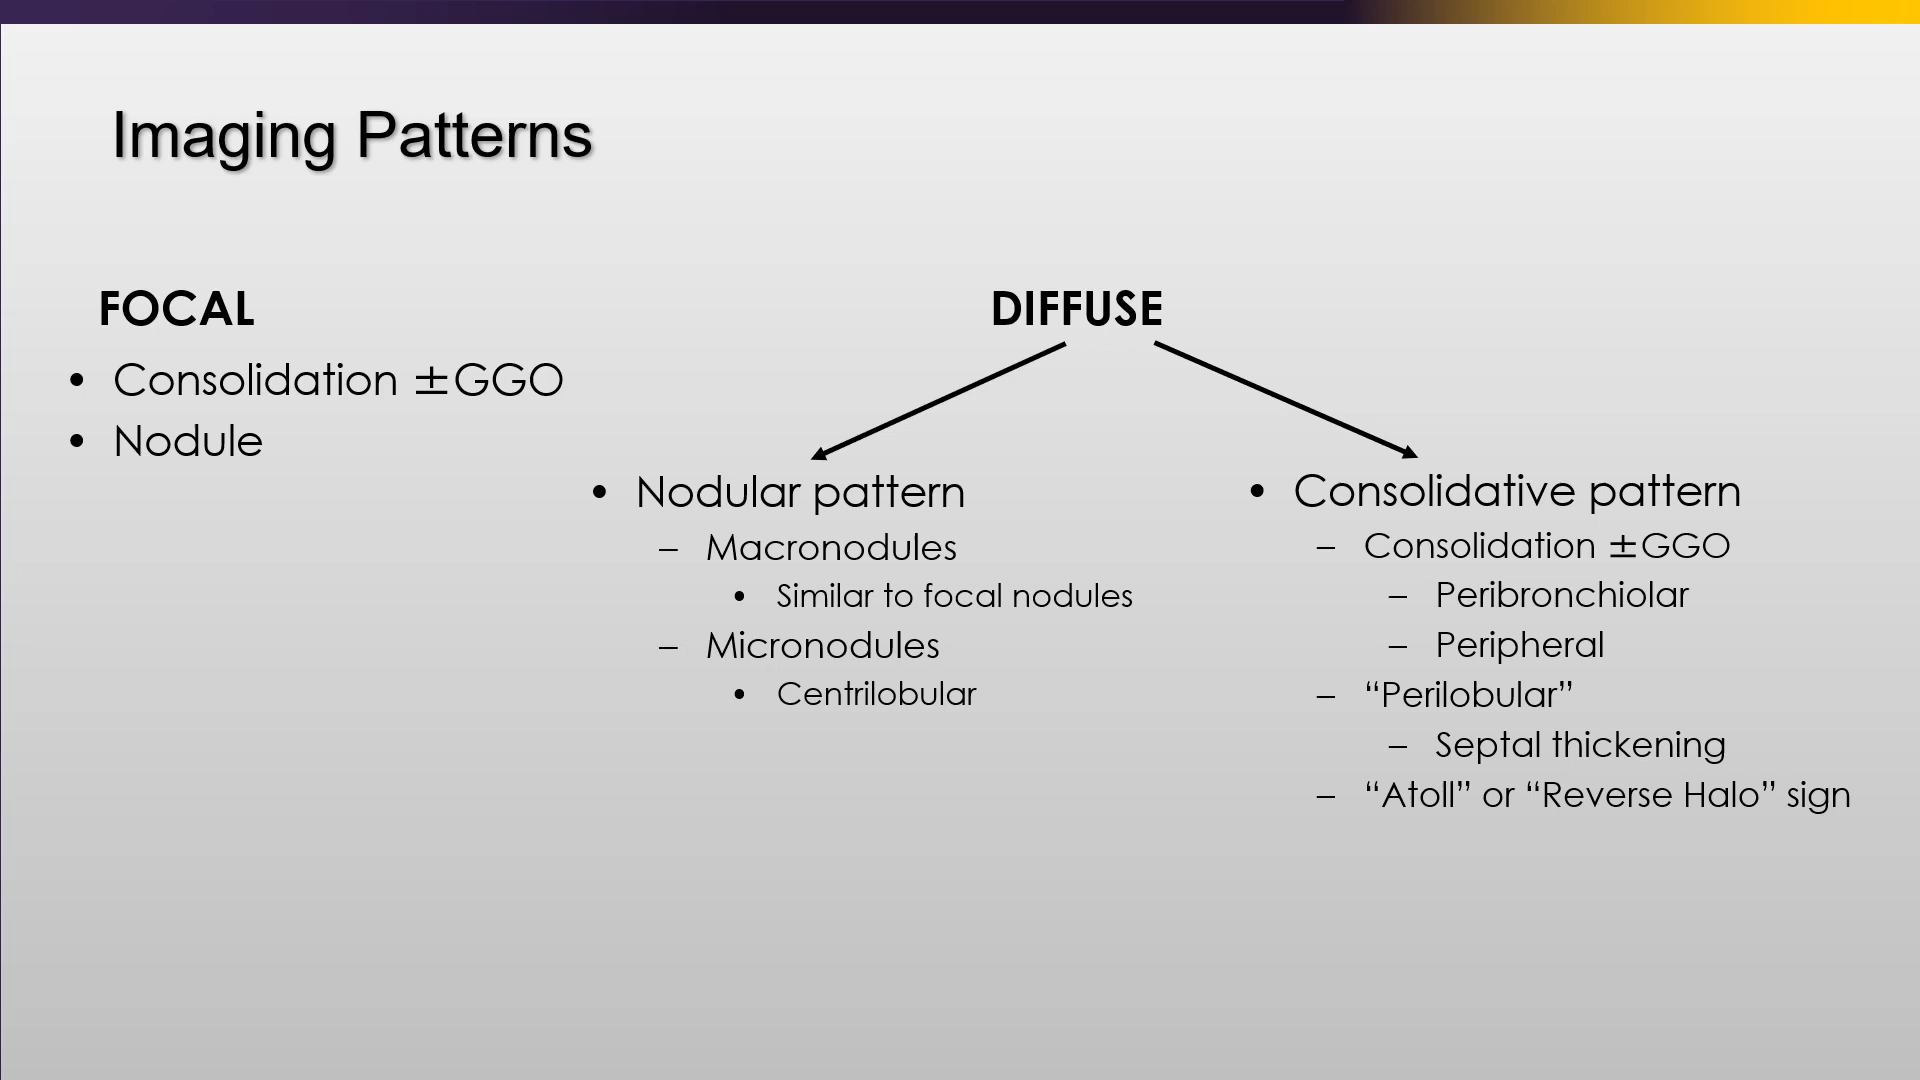 Imaging Patterns
FOCAL
• Consolidation ±GGO
• Nodule
DIFFUSE
• Nodular pattern
– Macronodules
• Similar to focal nodules
– Micronodules
• Centrilobular
• Consolidative pattern
– Consolidation ±GGO
– Peribronchiolar
– Peripheral
– “Perilobular”
– Septal thickening
– “Atoll” or “Reverse Halo” sign